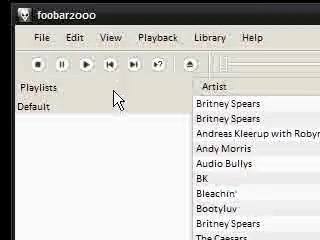 foobar2000
File Edit View Playback Library Help
Playlists
Artist
Default
Britney Spears
Britney Spears
Andreas Kleerup with Robyn
Andy Morris
Audio Bullys
BK
Bleachin'
Bootyluv
Britney Spears
The Caesars